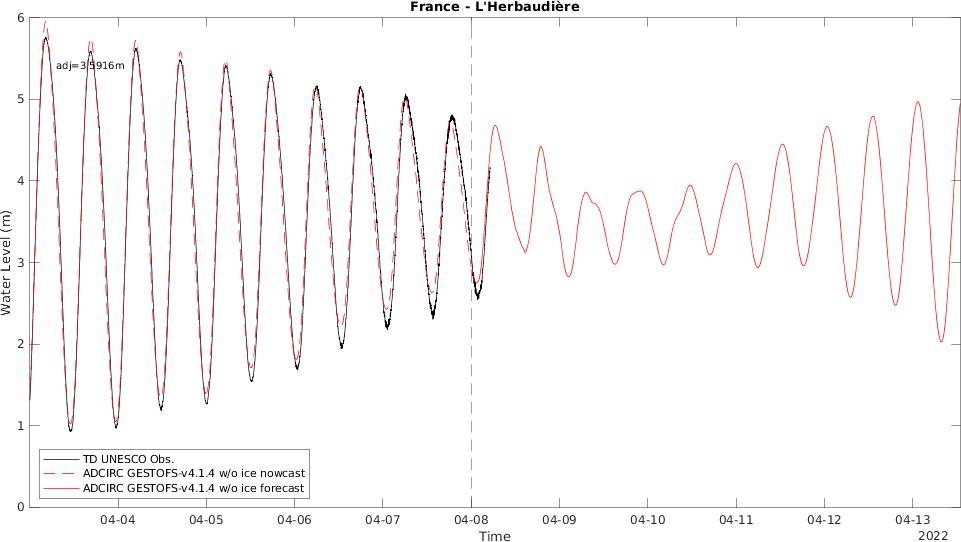 France - L'Herbaudière
6
adj=3.5916m
5
4
3
2
1
0
Water Level (m)
TD UNESCO Obs.
ADCIRC GESTOFS-v4.1.4 w/o ice nowcast
ADCIRC GESTOFS-v4.1.4 w/o ice forecast
04-04 04-05 04-06 04-07 04-08 04-09 04-10 04-11 04-12 04-13
Time
2022